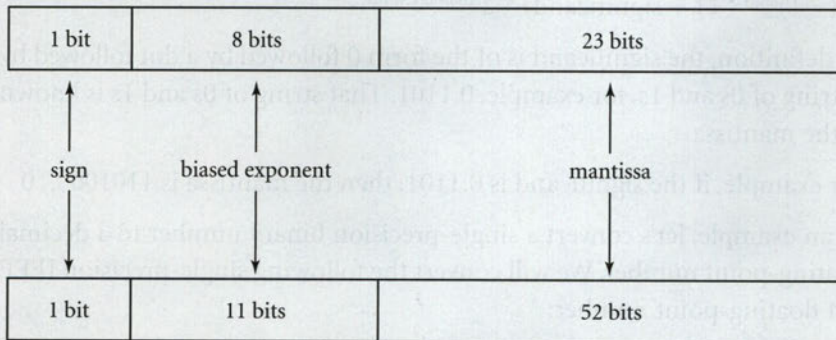 1 bit 8 bits 23 bits
sign biased exponent mantissa
1 bit 11 bits 52 bits